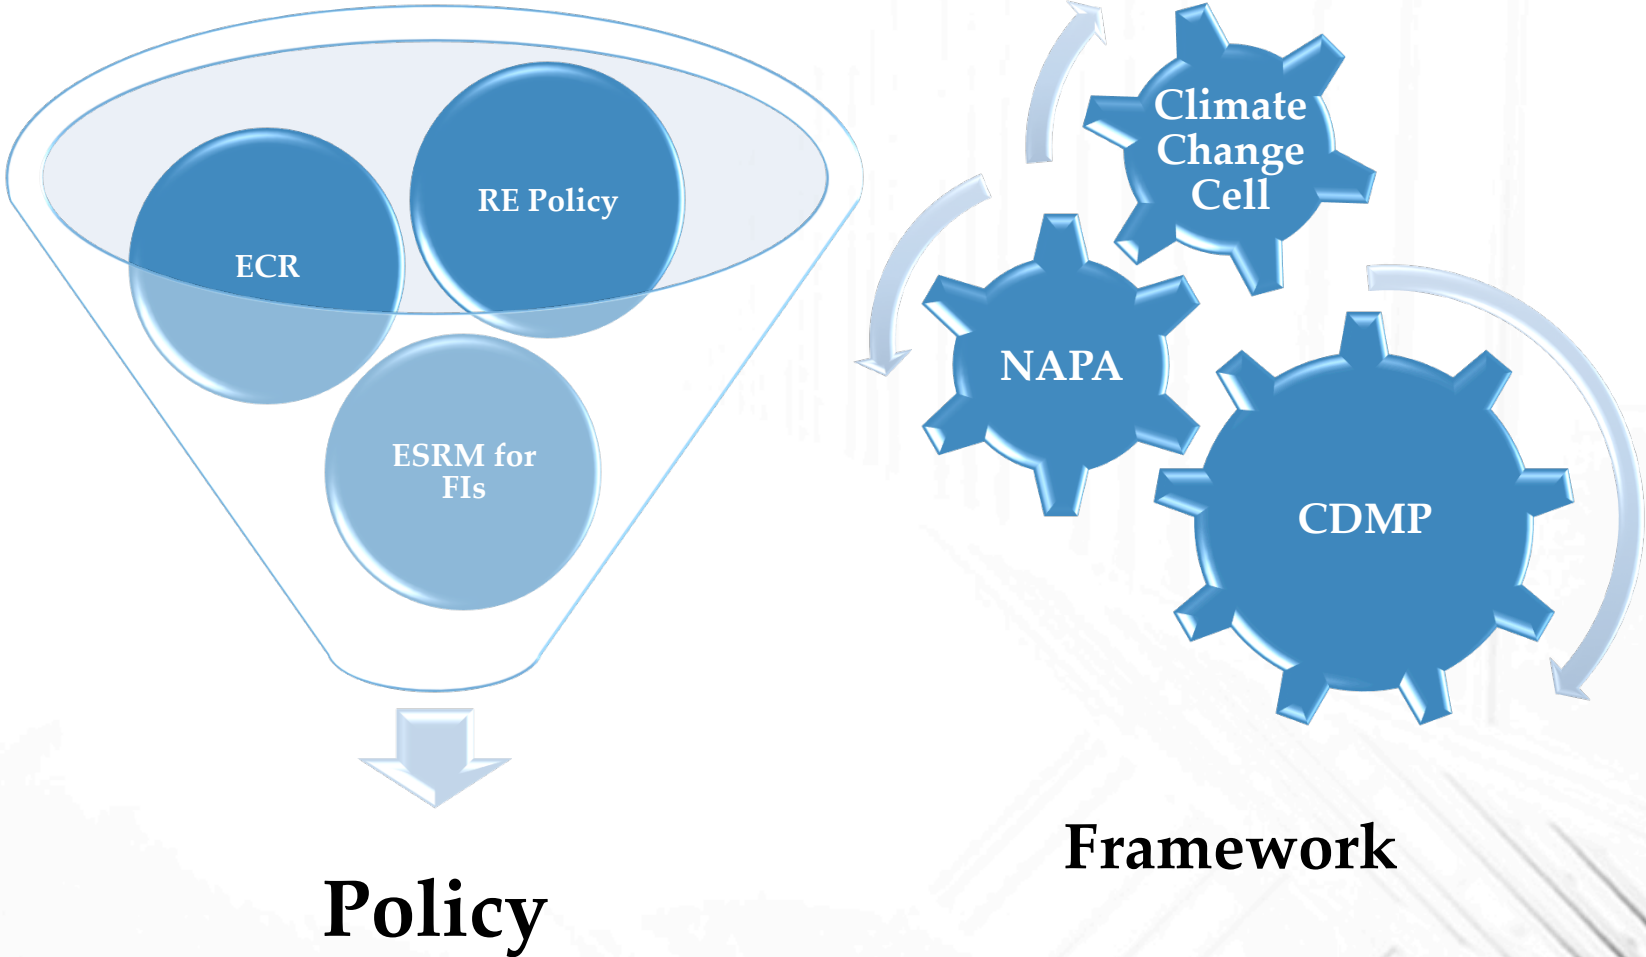 RE Policy
ECR
ESRM for
FIs
Policy
Climate
Change
Cell
NAPA
CDMP
Framework